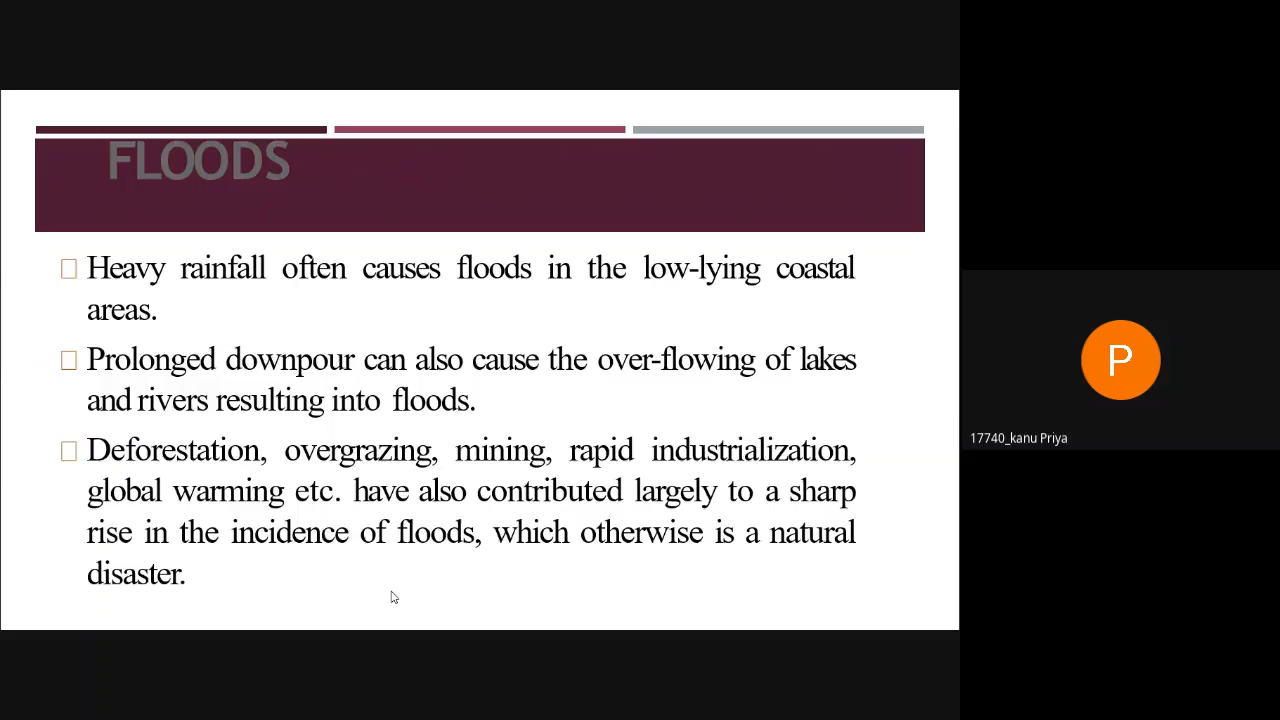 FLOODS
Heavy rainfall often causes floods in the low-lying coastal
areas.
Prolonged downpour can also cause the over-flowing of lakes
and rivers resulting into floods.
Deforestation, overgrazing, mining, rapid industrialization,
global warming etc. have also contributed largely to a sharp
rise in the incidence of floods, which otherwise is a natural
disaster.
P
17740_kanu Priya